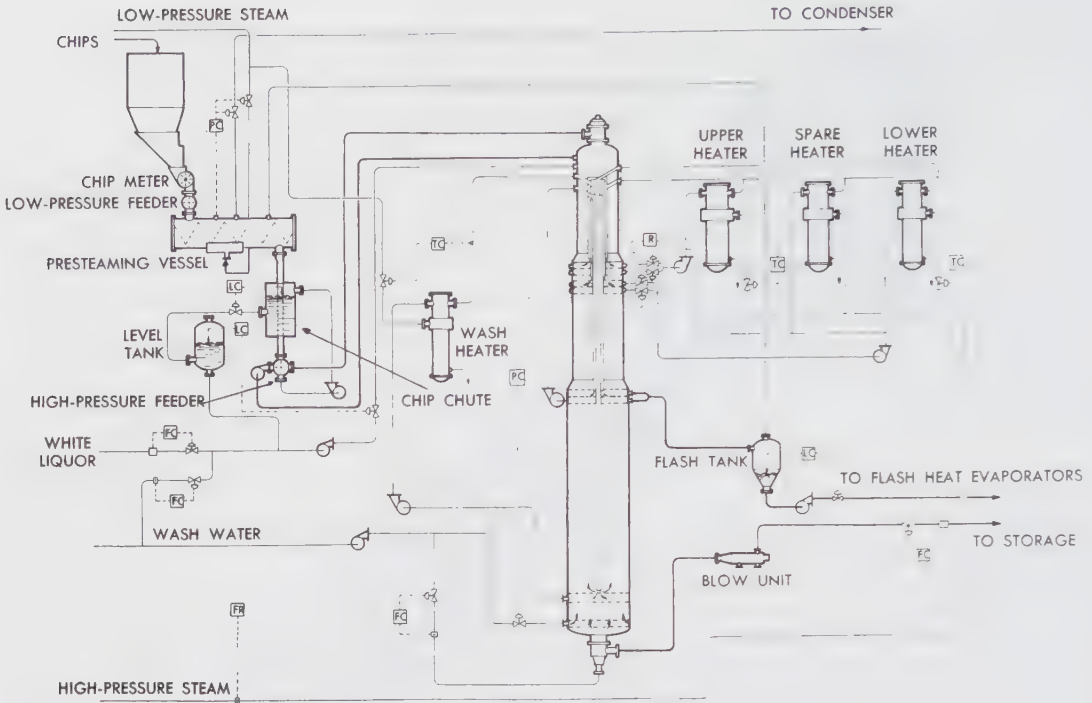 LOW-PRESSURE STEAM
TO CONDENSER
CHIPS
PC
UPPER HEATER
SPARE HEATER
LOWER HEATER
CHIP METER
LOW-PRESSURE FEEDER
PRESTEAMING VESSEL
TC
R
TC
TC
LC
LC
LEVEL TANK
WASH HEATER
PC
CHIP CHUTE
HIGH-PRESSURE FEEDER
FC
WHITE LIQUOR
FLASH TANK
LC
TO FLASH HEAT EVAPORATORS
FC
WASH WATER
TO STORAGE
FC
BLOW UNIT
FC
FR
HIGH-PRESSURE STEAM